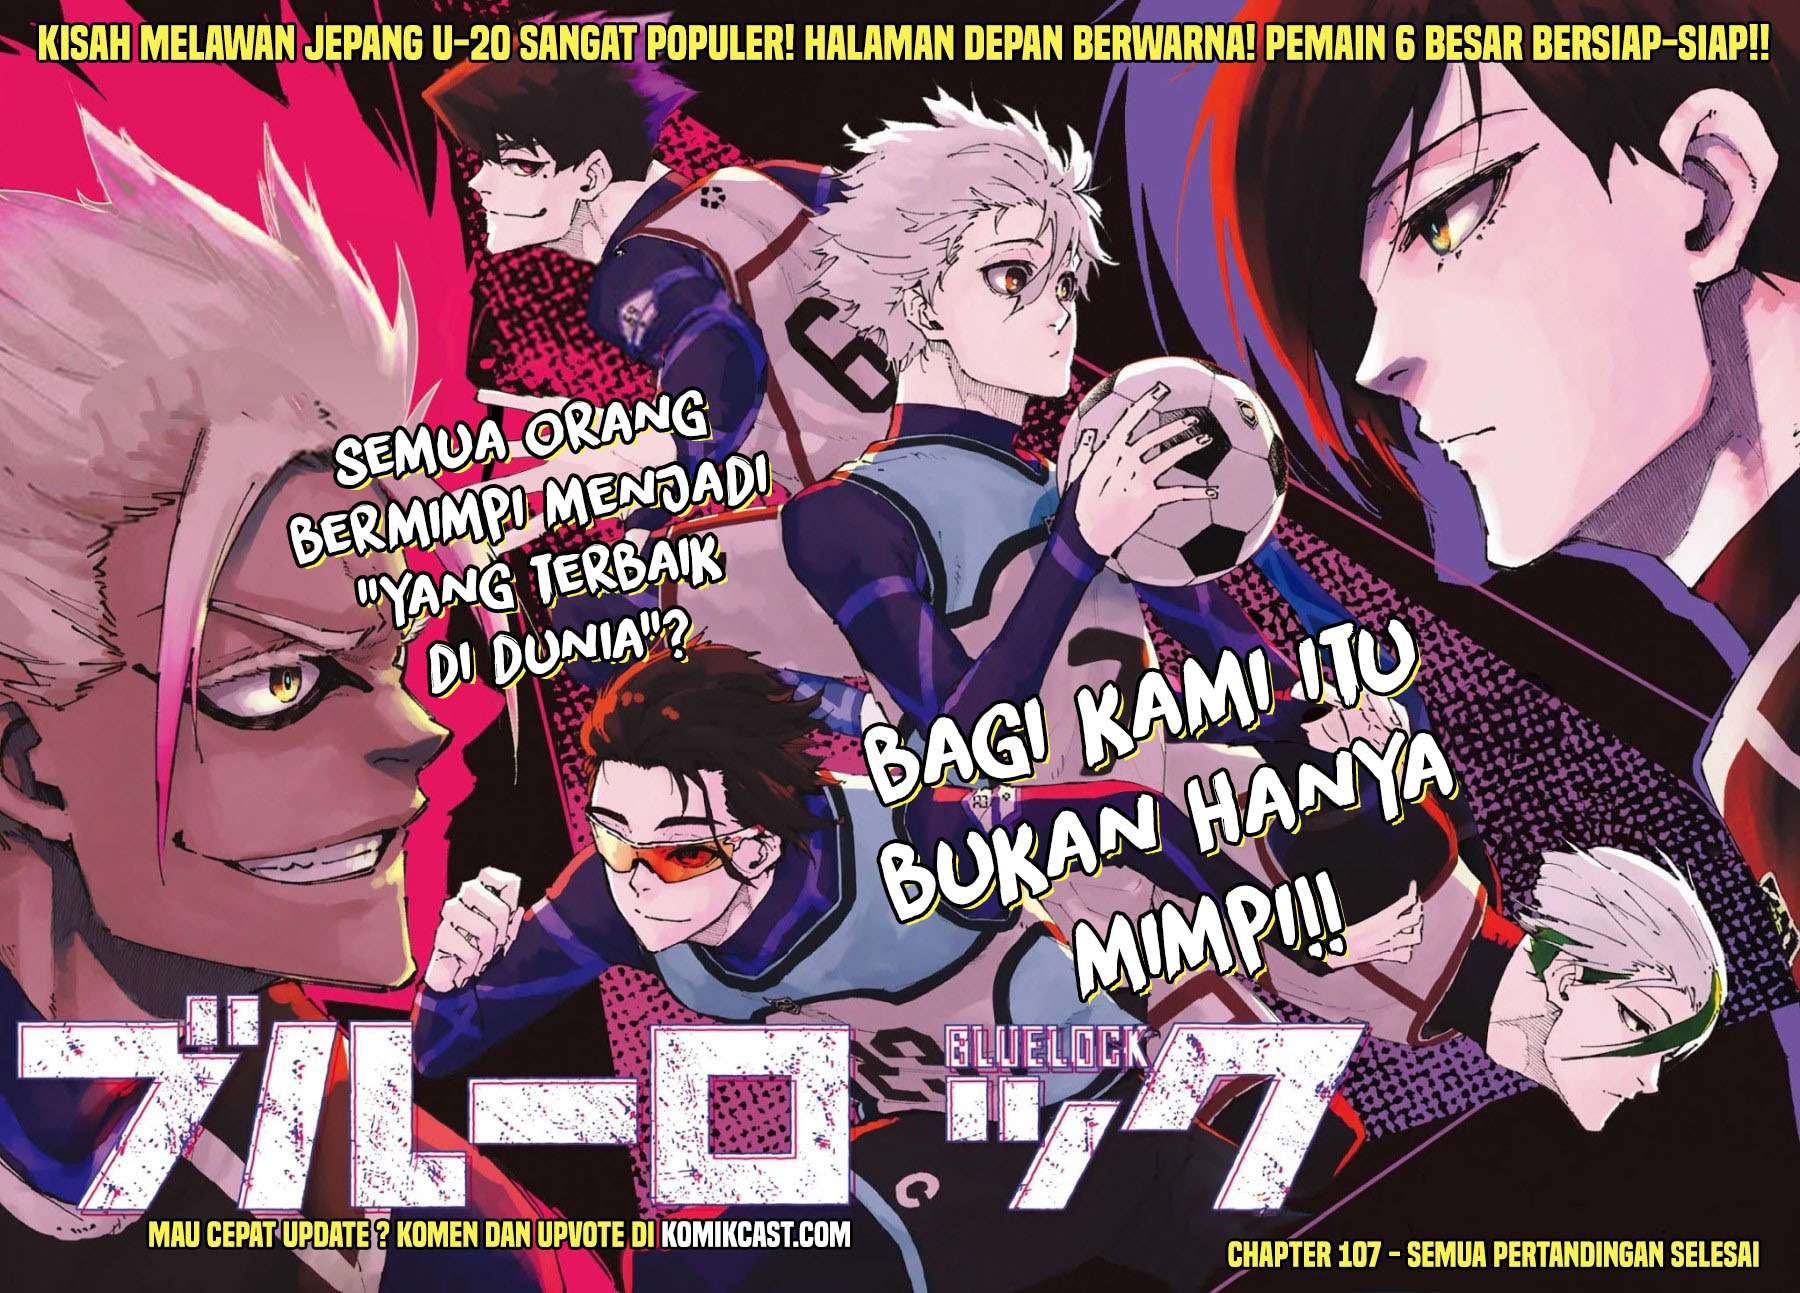 KISAH MELAWAN JEPANG U-20 SANGAT POPULER! HALAMAN DEPAN BERWARNA! PEMAIN 6 BESAR BERSIAP-SIAP!!
6
SEMUA ORANG
BERMIMPI MENJADI
"YANG TERBAIK
DI DUNIA"?
7
BAGI KAMI ITU
BUKAN HANYA
MIMPI!!!
BLUELOCK
ブルーロック
MAU CEPAT UPDATE ? KOMEN DAN UPVOTE DI KOMIKCAST.COM
CHAPTER 107 - SEMUA PERTANDINGAN SELESAI